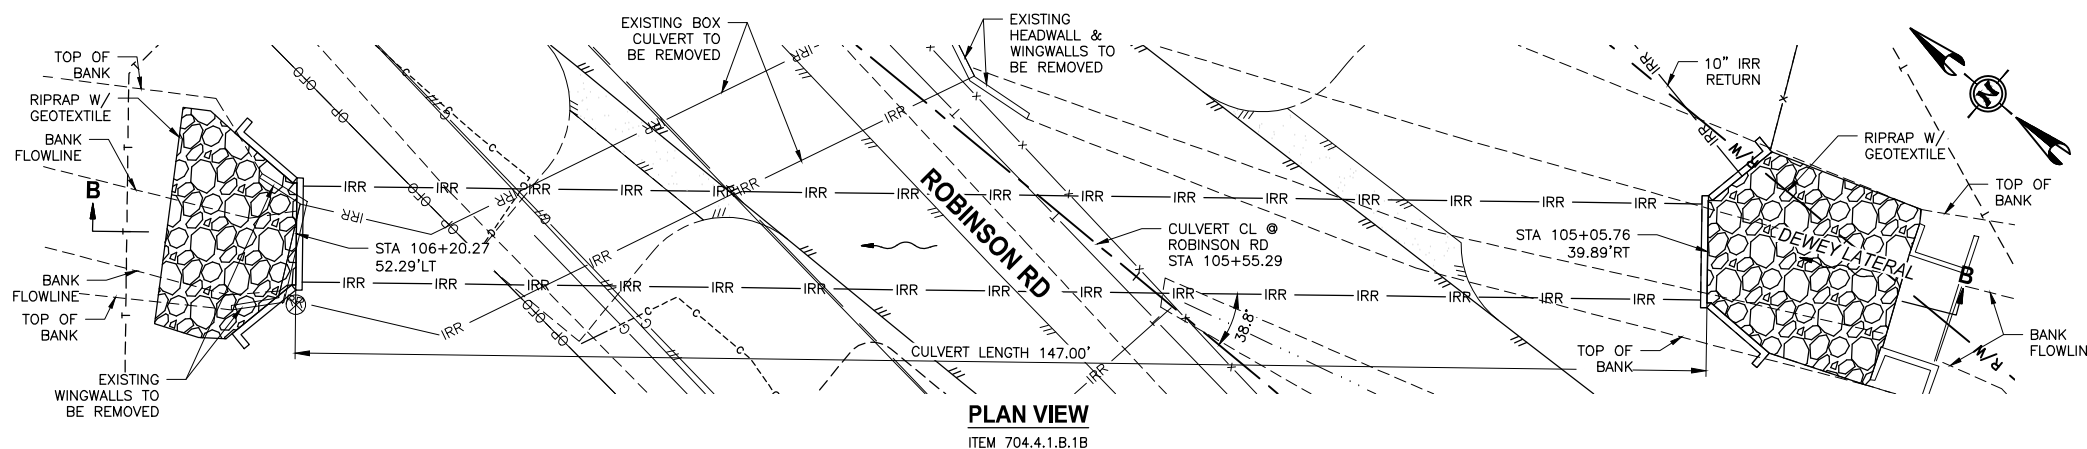 EXISTING BOX
CULVERT TO
BE REMOVED
EXISTING
HEADWALL &
WINGWALLS TO
BE REMOVED
TOP OF
BANK
RIPRAP W/
GEOTEXTILE
BANK
FLOWLINE
B
10" IRR
RETURN
N
RIPRAP W/
GEOTEXTILE
TOP OF
BANK
R/W
IRR IRR IRR IRR IRR IRR IRR IRR IRR IRR IRR IRR IRR IRR IRR
ROBINSON RD
STA 106+20.27
52.29'LT
CULVERT CL @
ROBINSON RD
STA 105+55.29
STA 105+05.76
39.89'RT
DEWEY LATERAL
B
BANK
FLOWLINE
TOP OF
BANK
IRR IRR IRR IRR IRR IRR IRR IRR IRR IRR IRR IRR IRR IRR IRR
38.8°
CULVERT LENGTH 147.00'
TOP OF
BANK
BANK
FLOWLIN
R/W
EXISTING
WINGWALLS TO
BE REMOVED
PLAN VIEW
ITEM 704.4.1.B.1B